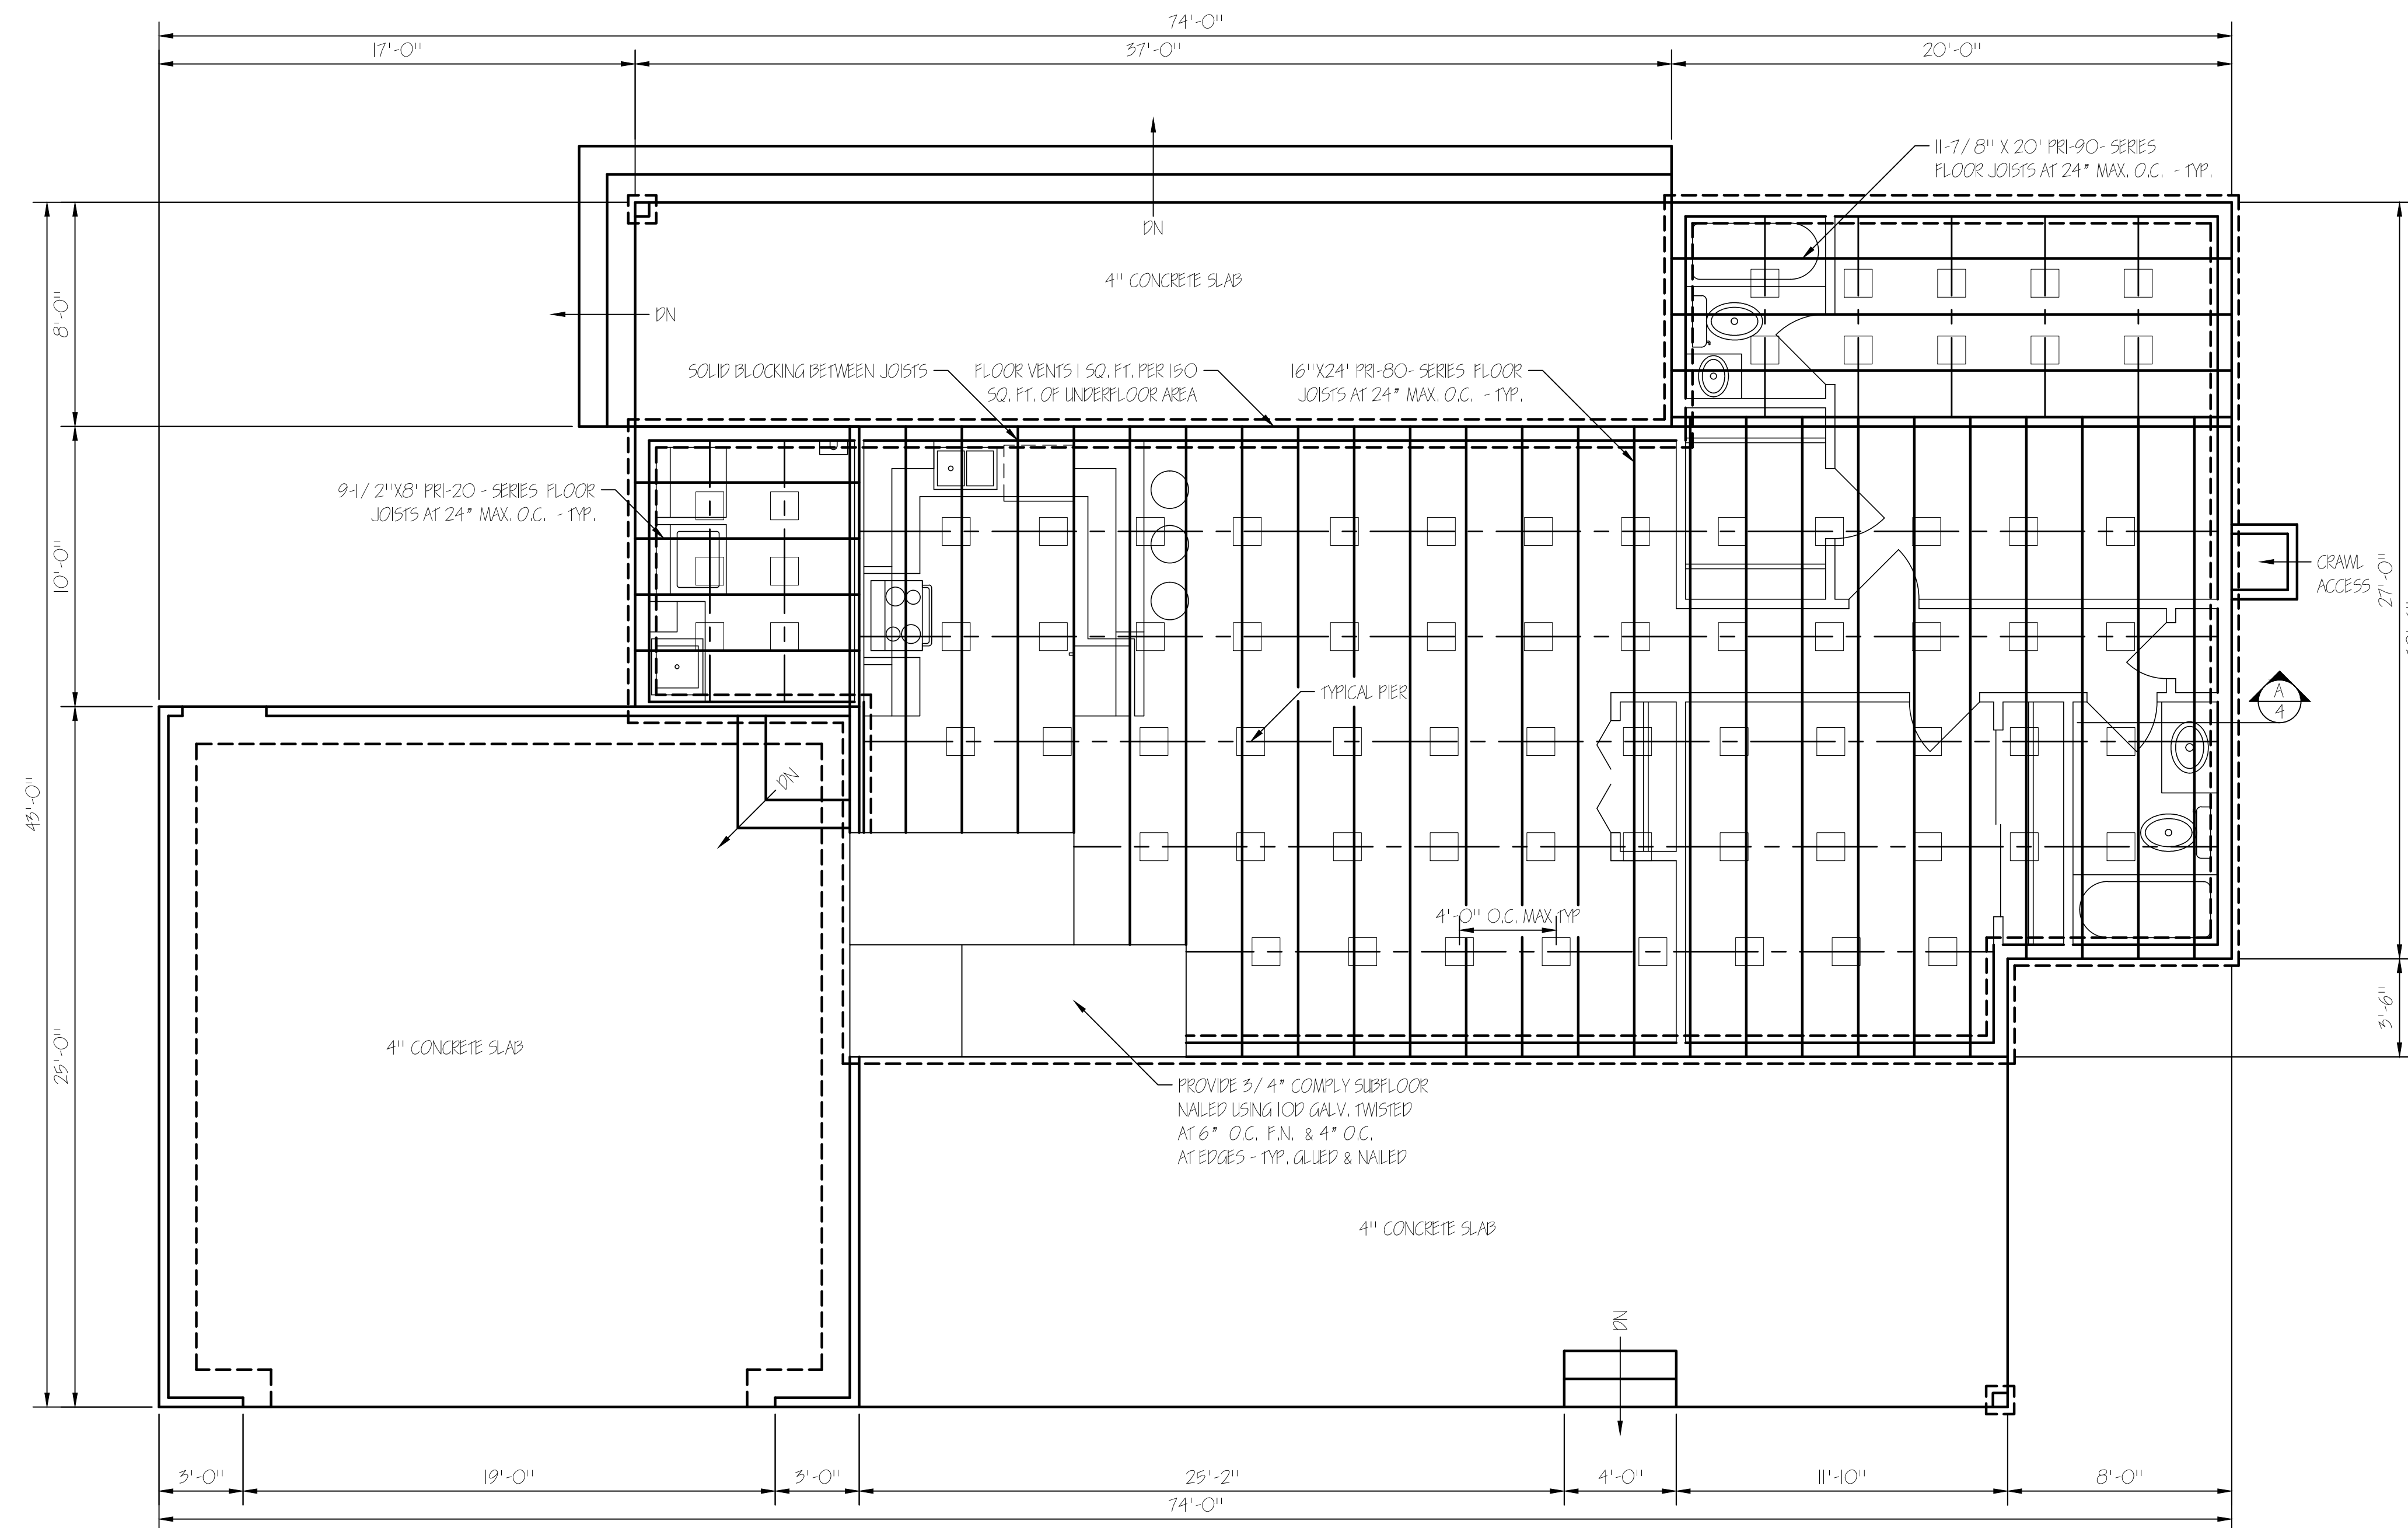 74'-0"
17'-0"
37'-0"
20'-0"
11-7/8" X 20' PRI-90- SERIES
FLOOR JOISTS AT 24" MAX. O.C. - TYP.
DN
4" CONCRETE SLAB
DN
8'-0"
SOLID BLOCKING BETWEEN JOISTS
FLOOR VENTS 1 SQ. FT. PER 150
SQ. FT. OF UNDERFLOOR AREA
16"X24' PRI-80- SERIES FLOOR
JOISTS AT 24" MAX. O.C. - TYP.
9-1/2"X8' PRI-20 - SERIES FLOOR
JOISTS AT 24" MAX. O.C. - TYP.
10'-0"
CRAWL
ACCESS
27'-0"
TYPICAL PIER
A
4
DN
43'-0"
4'-0" O.C. MAX TYP
25'-0"
4" CONCRETE SLAB
3'-6"
PROVIDE 3/4" COMPLY SUBFLOOR
NAILED USING 10D GALV. TWISTED
AT 6" O.C. F.N. & 4" O.C.
AT EDGES - TYP. GLUED & NAILED
4" CONCRETE SLAB
DN
3'-0"
19'-0"
3'-0"
25'-2"
4'-0"
11'-10"
8'-0"
74'-0"